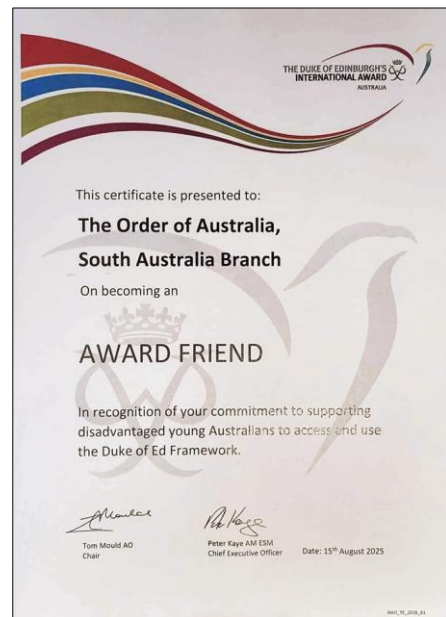 THE DUKE OF EDINBURGH'S
INTERNATIONAL AWARD
AUSTRALIA
This certificate is presented to:
The Order of Australia,
South Australia Branch
On becoming an
AWARD FRIEND
In recognition of your commitment to supporting
disadvantaged young Australians to access and use
the Duke of Ed Framework.
Tom Mould AO
Chair
Peter Kaye AM ESM
Chief Executive Officer
Date: 15th August 2025